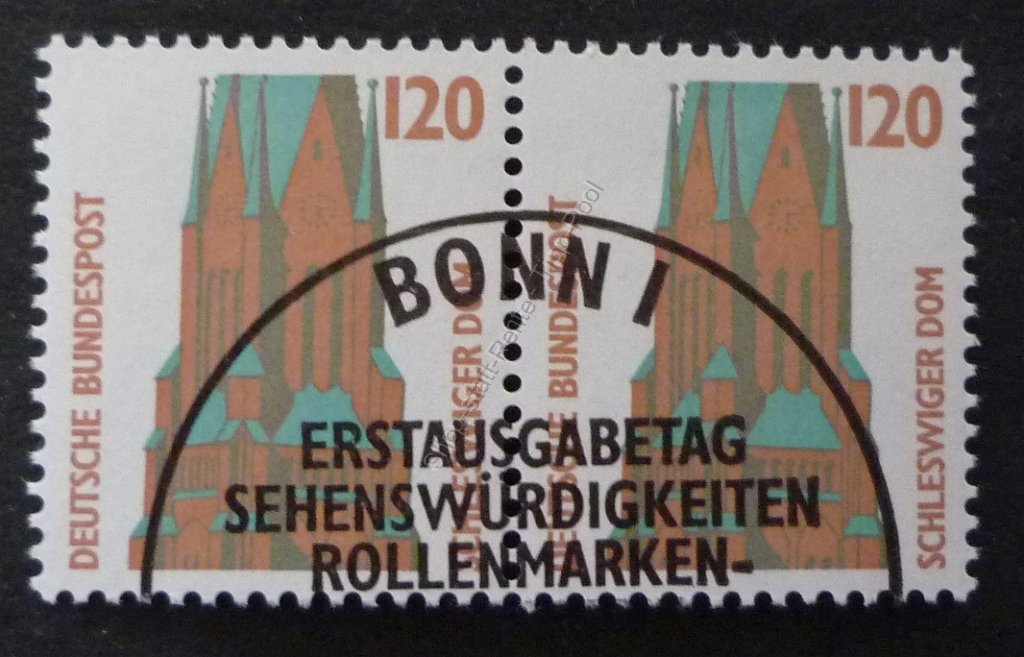 120
120
DEUTSCHE BUNDESPOST
SCHLESWIGER DOM
DEUTSCHE BUNDESPOST
SCHLESWIGER DOM
BONN 1
ERSTAUSGABETAG
SEHENSWÜRDIGKEITEN
ROLLENMARKEN-